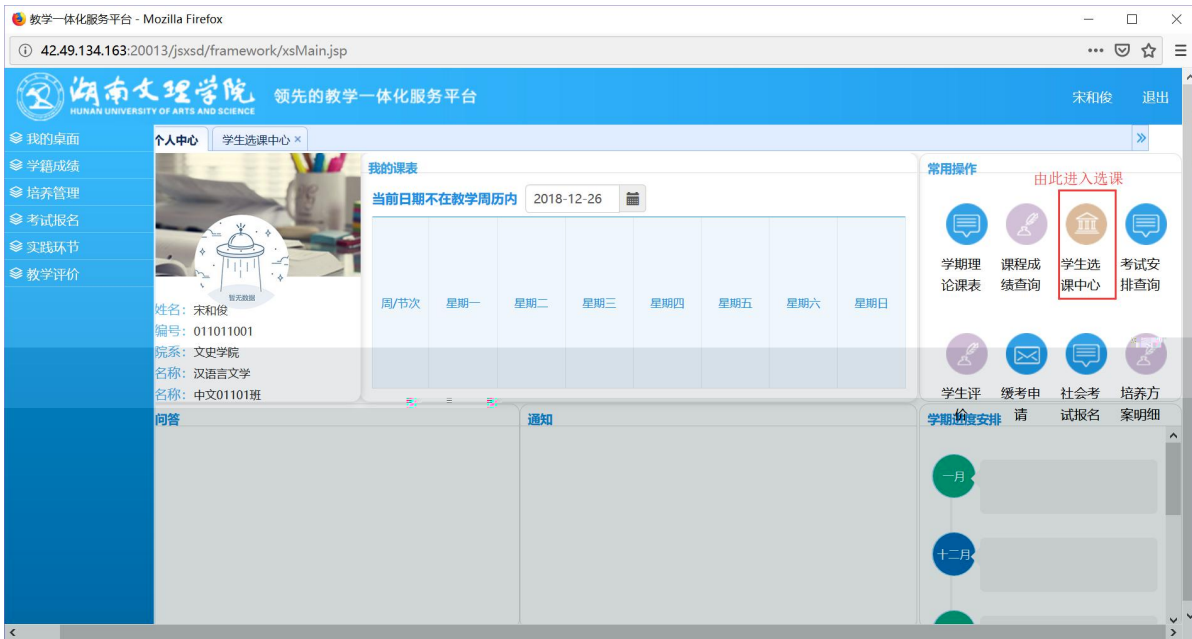 教学一体化服务平台 - Mozilla Firefox
42.49.134.163:20013/jsxsd/framework/xsMain.jsp
湖南文理学院
HUNAN UNIVERSITY OF ARTS AND SCIENCE
领先的教学一体化服务平台
宋和俊 退出
我的桌面
学籍成绩
培养管理
考试报名
实践环节
教学评价
个人中心 学生选课中心 ×
暂无数据
姓名: 宋和俊
编号: 011011001
院系: 文史学院
名称: 汉语言文学
名称: 中文01101班
我的课表
当前日期不在教学周历内 2018-12-26
周/节次 星期一 星期二 星期三 星期四 星期五 星期六 星期日
常用操作
由此进入选课
学期理论课表
课程成绩查询
学生选课中心
考试安排查询
学生评价
缓考申请
社会考试报名
培养方案明细
问答
通知
学期进度安排
一月
十二月